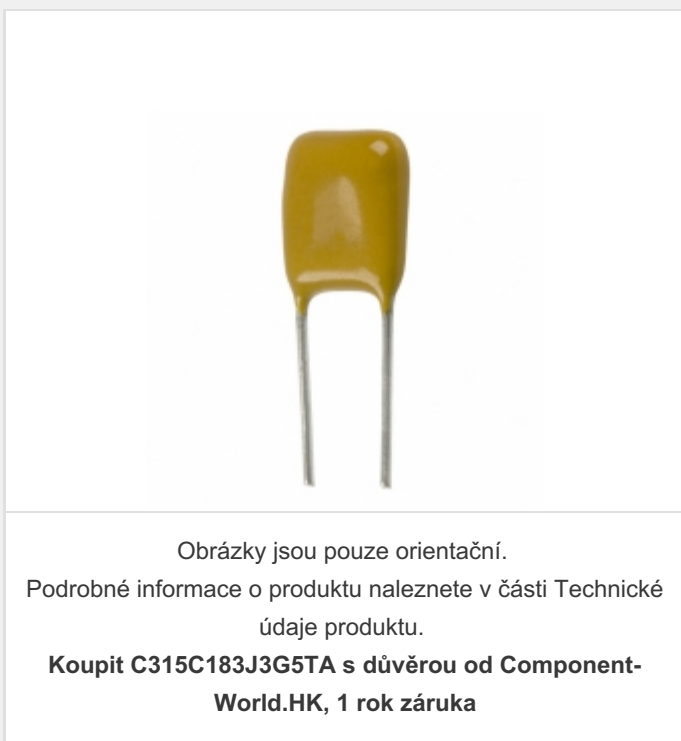 Obrázky jsou pouze orientační.
Podrobné informace o produktu naleznete v části Technické
údaje produktu.
Koupit C315C183J3G5TA s důvěrou od Component-
World.HK, 1 rok záruka